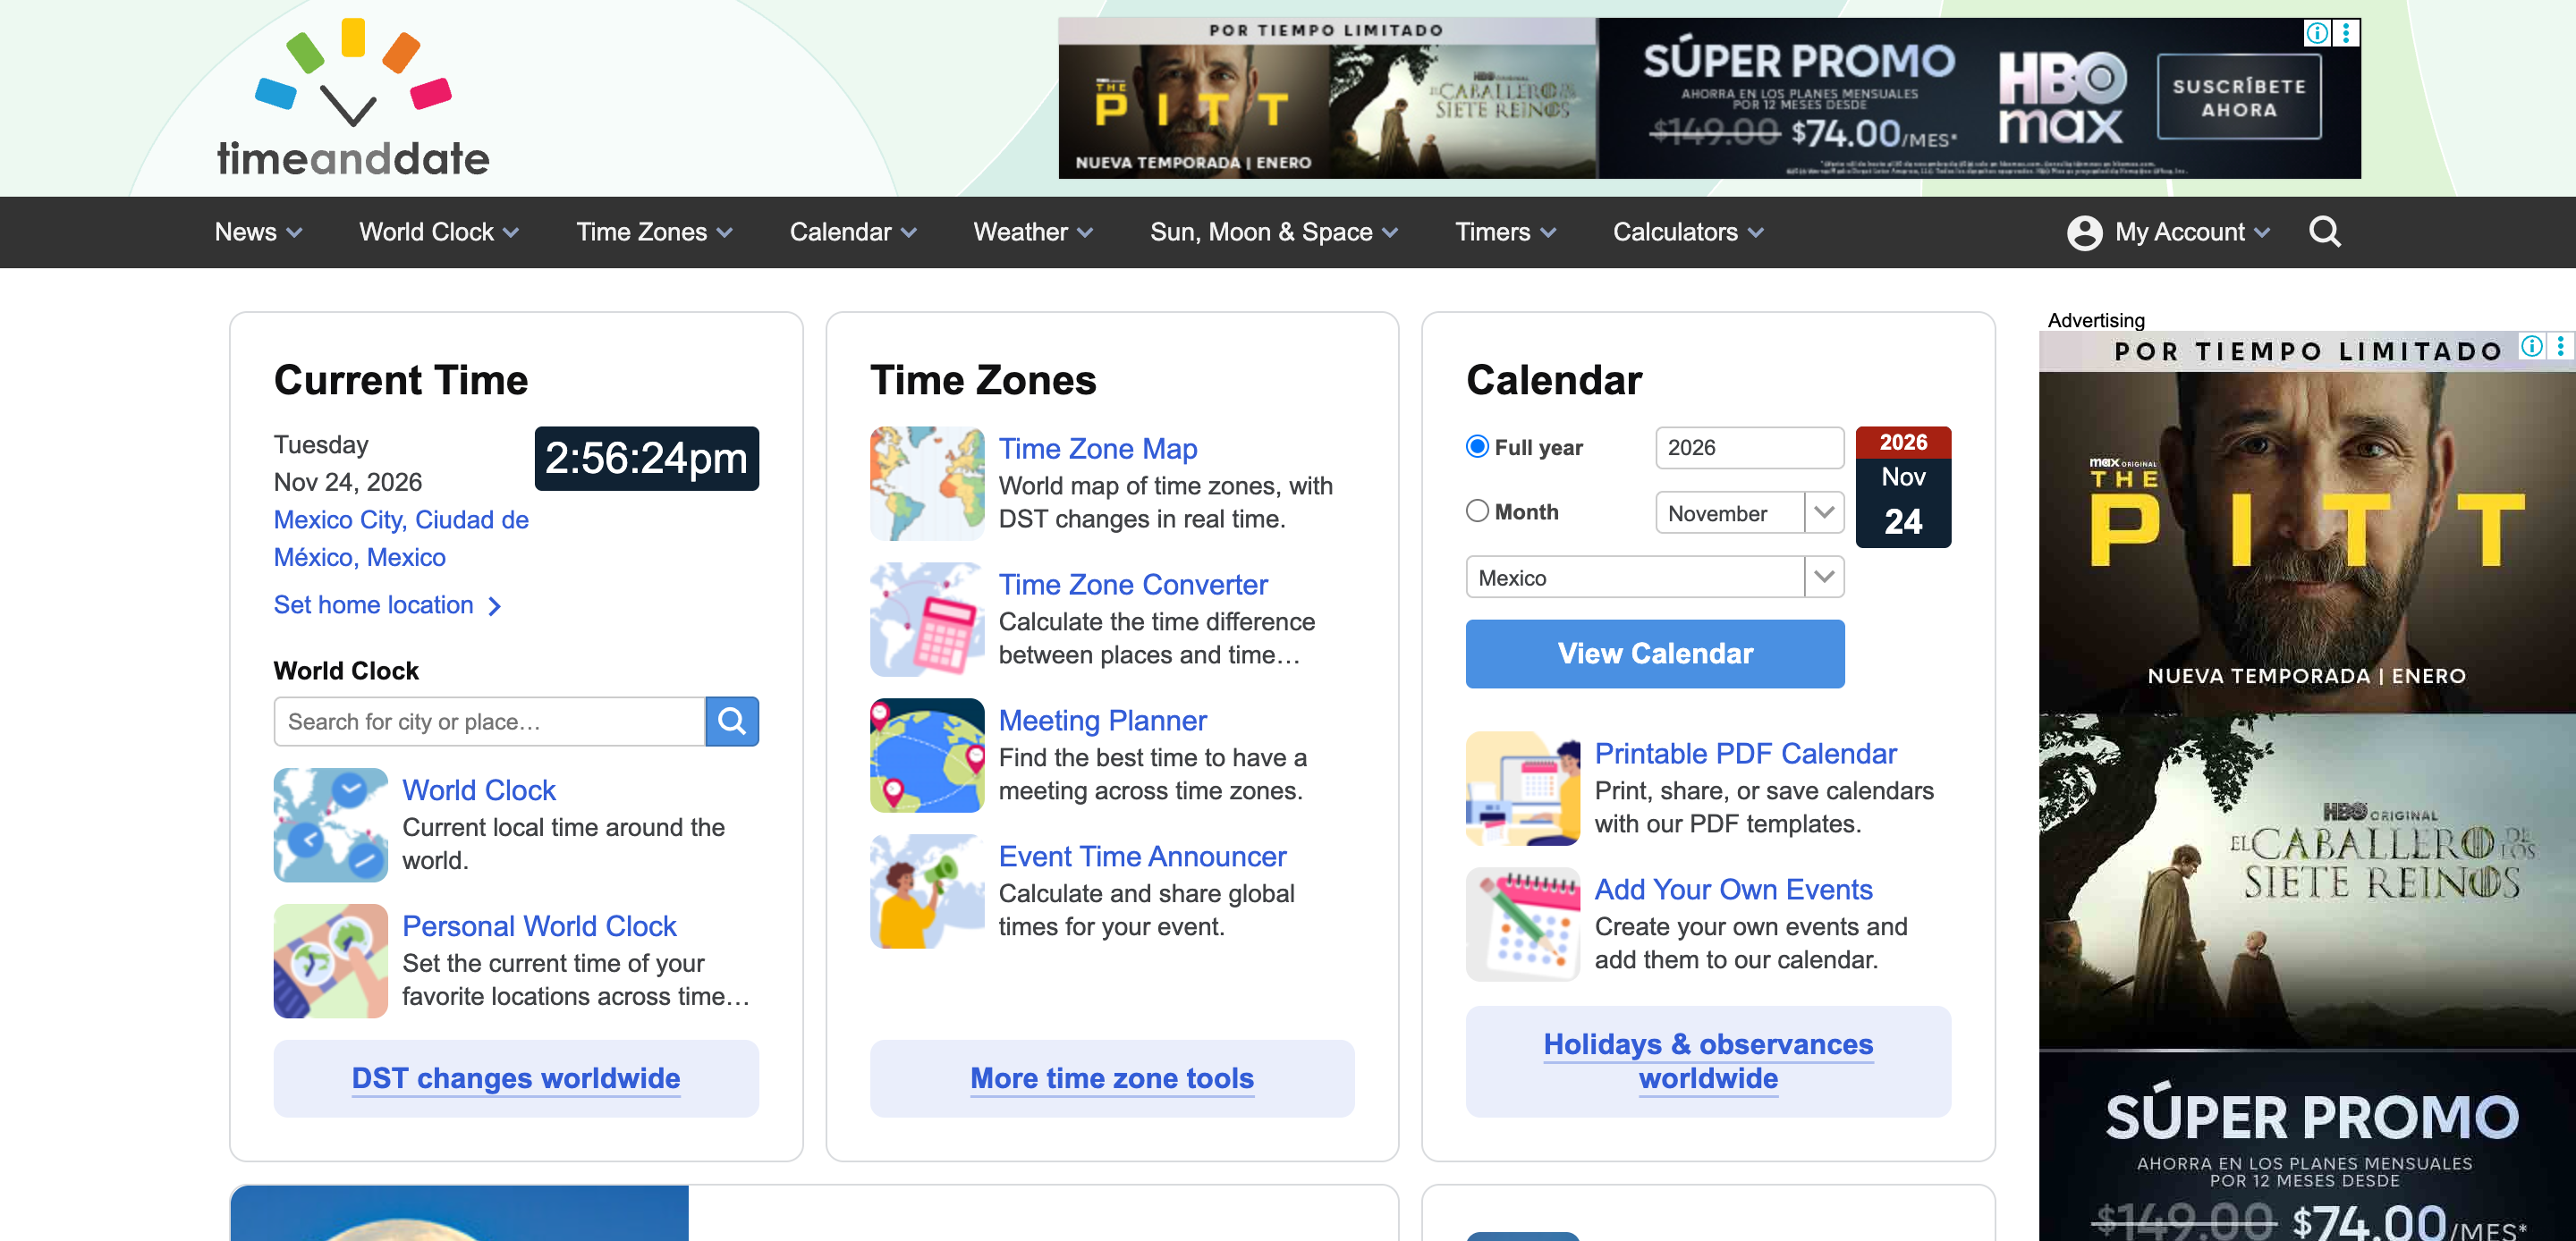 timeanddate
POR TIEMPO LIMITADO
THE
PITT
NUEVA TEMPORADA | ENERO
HBO ORIGINAL
EL CABALLERO DE LOS
SIETE REINOS
SÚPER PROMO
AHORRA EN LOS PLANES MENSUALES
POR 12 MESES DESDE
$149.00 $74.00/MES*
HBO
max
SUSCRÍBETE
AHORA
News
World Clock
Time Zones
Calendar
Weather
Sun, Moon & Space
Timers
Calculators
My Account
Current Time
Tuesday
Nov 24, 2026
Mexico City, Ciudad de
México, Mexico
2:56:24pm
Set home location
World Clock
Search for city or place…
World Clock
Current local time around the
world.
Personal World Clock
Set the current time of your
favorite locations across time…
DST changes worldwide
Time Zones
Time Zone Map
World map of time zones, with
DST changes in real time.
Time Zone Converter
Calculate the time difference
between places and time…
Meeting Planner
Find the best time to have a
meeting across time zones.
Event Time Announcer
Calculate and share global
times for your event.
More time zone tools
Calendar
Full year
2026
Month
November
Mexico
2026
Nov
24
View Calendar
Printable PDF Calendar
Print, share, or save calendars
with our PDF templates.
Add Your Own Events
Create your own events and
add them to our calendar.
Holidays & observances
worldwide
Advertising
POR TIEMPO LIMITADO
max ORIGINAL
THE
PITT
NUEVA TEMPORADA | ENERO
HBO ORIGINAL
EL CABALLERO DE LOS
SIETE REINOS
SÚPER PROMO
AHORRA EN LOS PLANES MENSUALES
POR 12 MESES DESDE
$149.00 $74.00/MES*